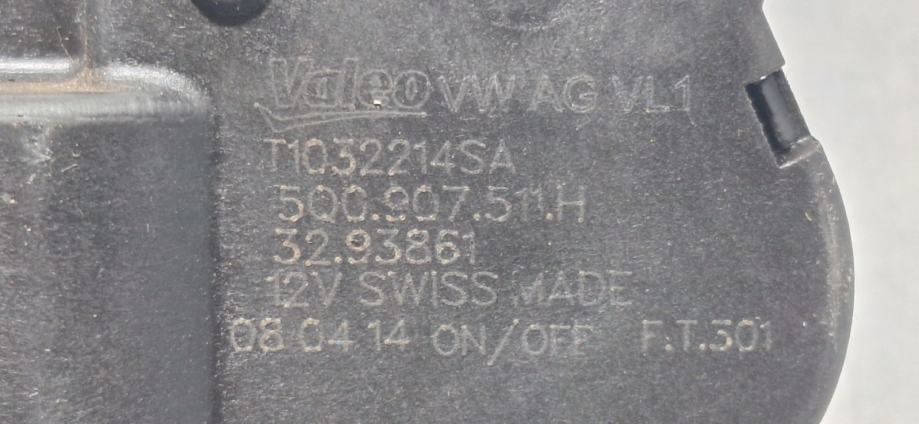 Valeo VW AG VL1
T1032214SA
5Q0.907.511.H
32.93861
12V SWISS MADE
08 04 14 ON/OFF F.T.301